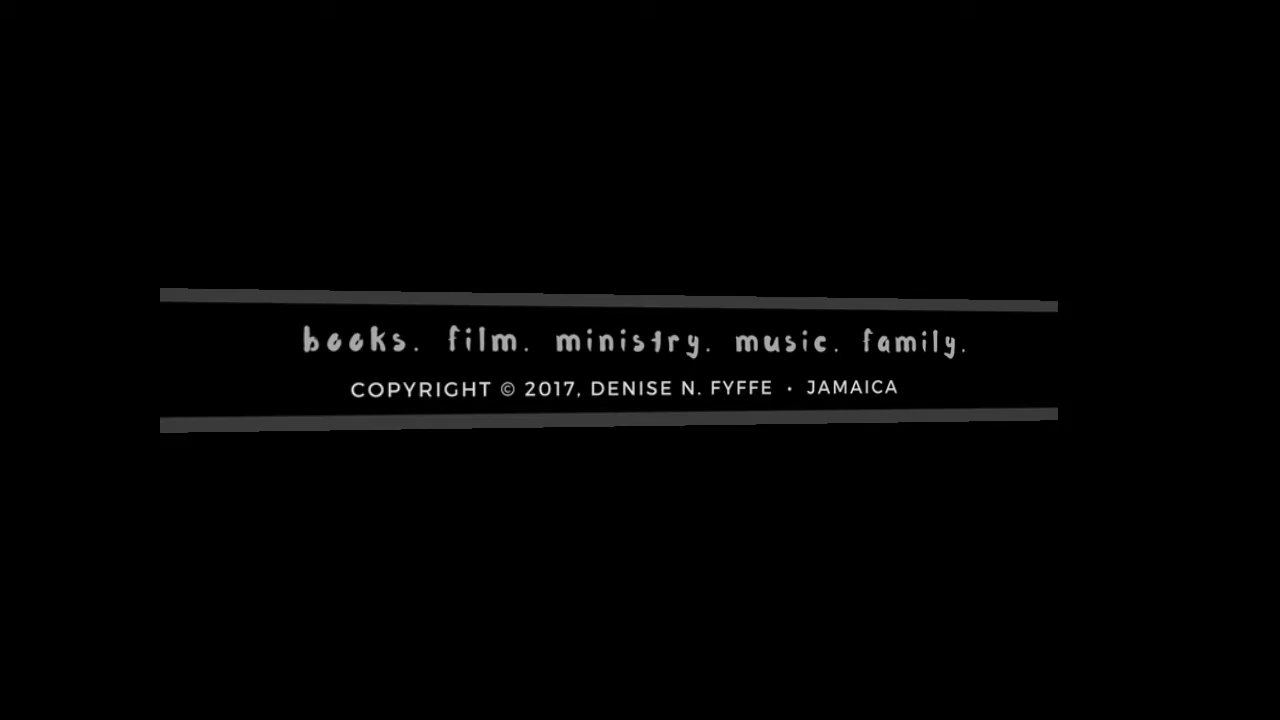 books. film. ministry. music. family.
COPYRIGHT © 2017, DENISE N. FYFFE • JAMAICA